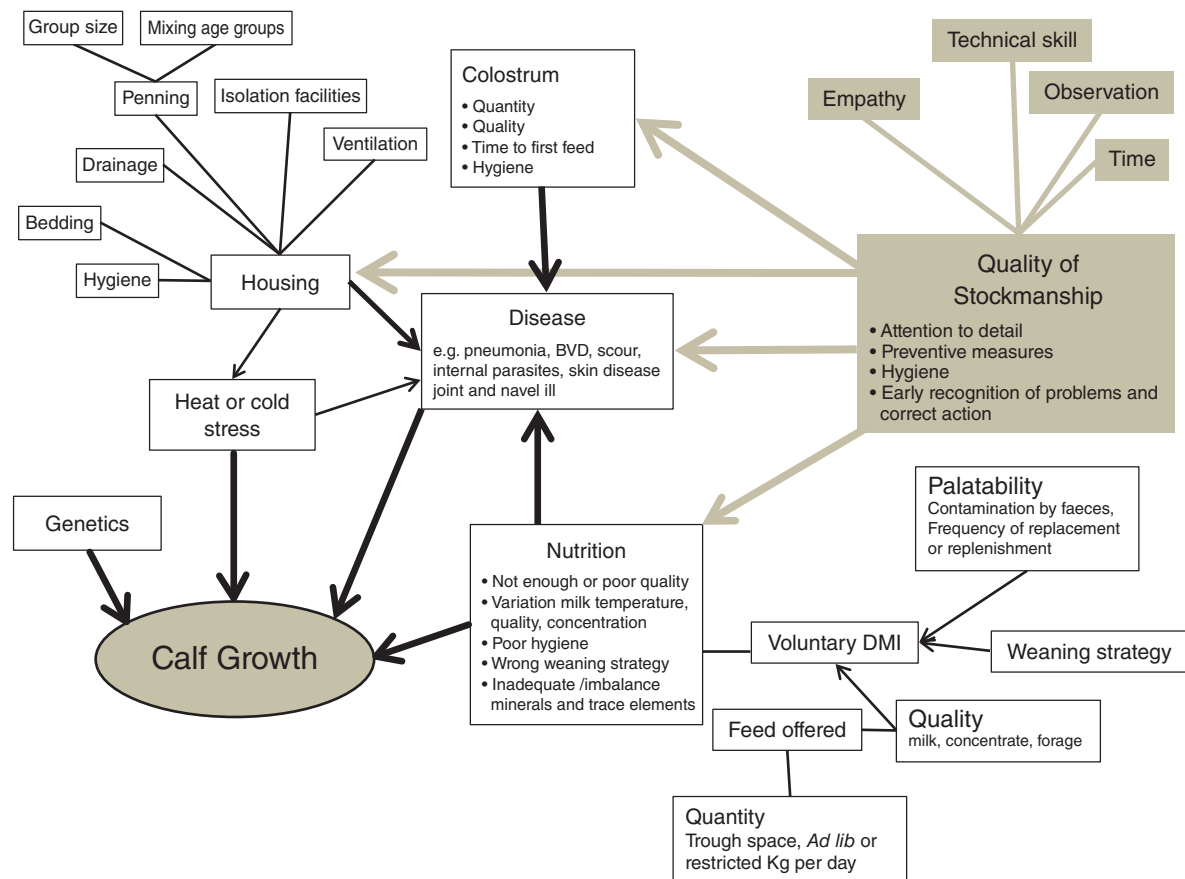 Group size
Mixing age groups
Penning
Isolation facilities
Ventilation
Drainage
Bedding
Hygiene
Housing
Heat or cold
stress
Genetics
Calf Growth
Colostrum
• Quantity
• Quality
• Time to first feed
• Hygiene
Disease
e.g. pneumonia, BVD, scour,
internal parasites, skin disease
joint and navel ill
Nutrition
• Not enough or poor quality
• Variation milk temperature,
quality, concentration
• Poor hygiene
• Wrong weaning strategy
• Inadequate /imbalance
minerals and trace elements
Technical skill
Empathy
Observation
Time
Quality of
Stockmanship
• Attention to detail
• Preventive measures
• Hygiene
• Early recognition of problems and
correct action
Palatability
Contamination by faeces,
Frequency of replacement
or replenishment
Voluntary DMI
Weaning strategy
Feed offered
Quality
milk, concentrate, forage
Quantity
Trough space, Ad lib or
restricted Kg per day